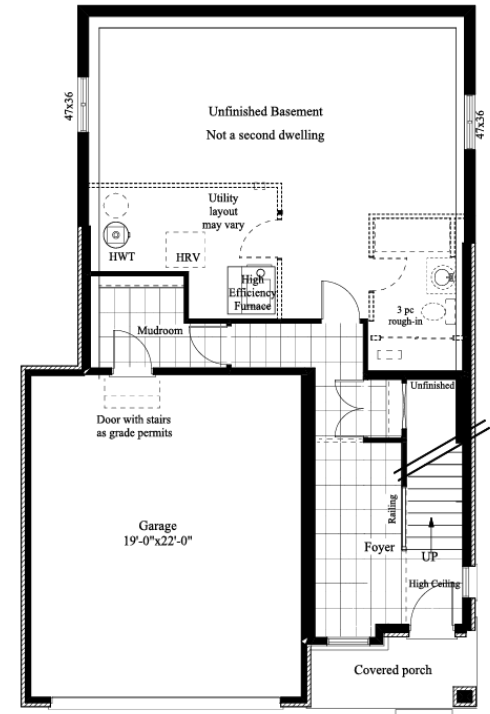 Unfinished Basement
Not a second dwelling
47x36
47x36
Utility
layout
may vary
HWT
HRV
High
Efficiency
Furnace
3 pc
rough-in
Mudroom
Unfinished
Door with stairs
as grade permits
Railing
Garage
19'-0"x22'-0"
Foyer
UP
High Ceiling
Covered porch